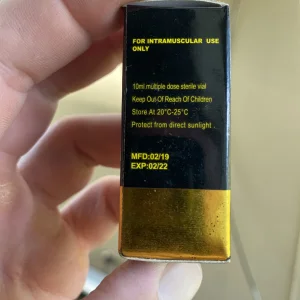 FOR INTRAMUSCULAR USE
ONLY
10ml multiple dose sterile vial
Keep Out Of Reach Of Children
Store At 20°C-25°C
Protect from direct sunlight .
MFD:02/19
EXP:02/22